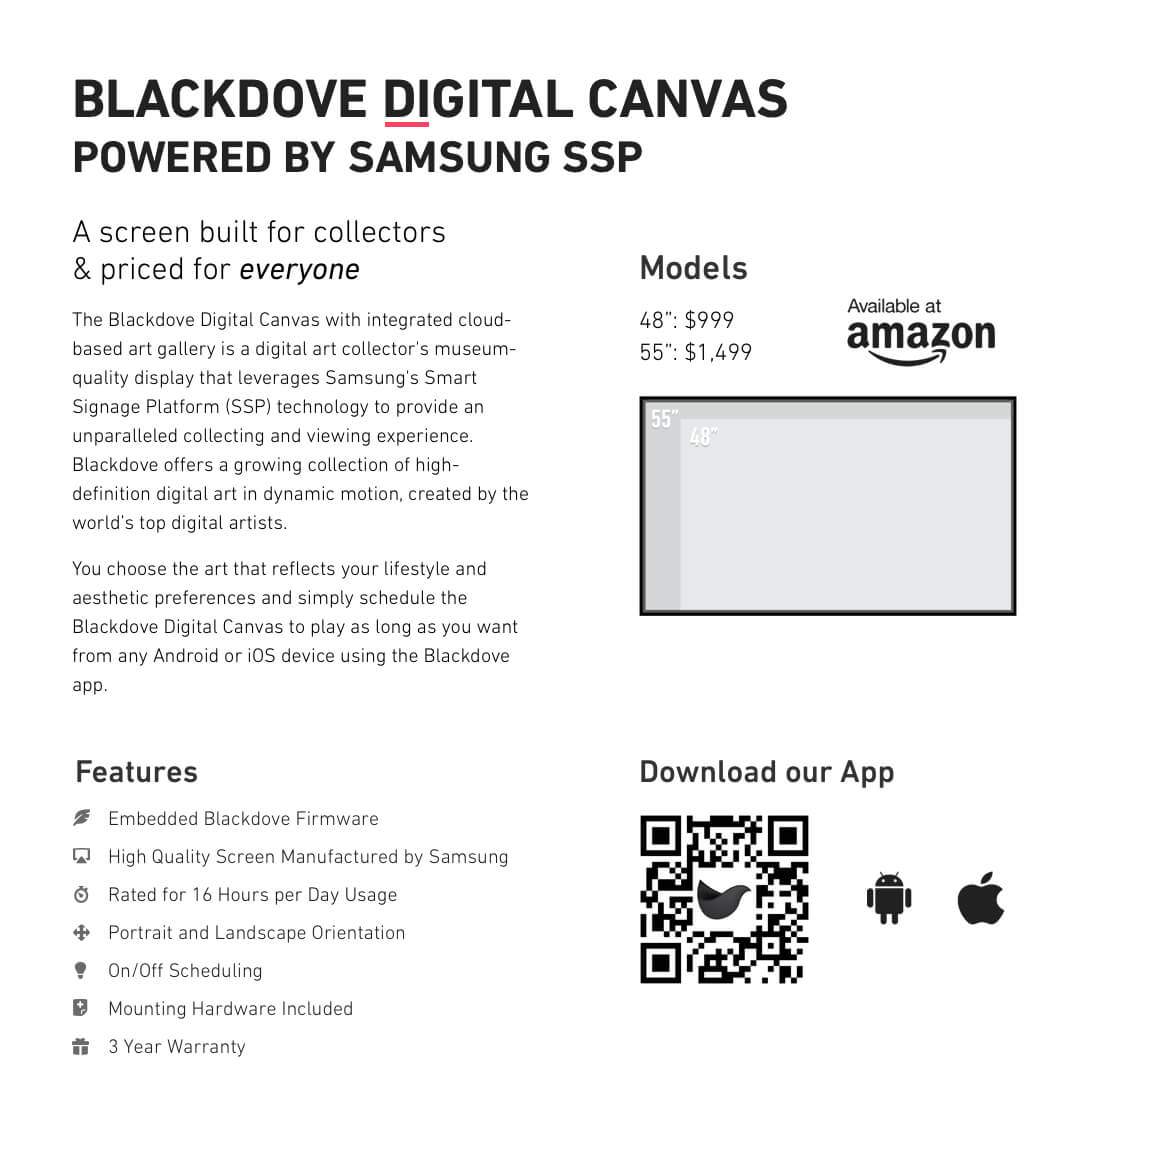 BLACKDOVE DIGITAL CANVAS
POWERED BY SAMSUNG SSP
A screen built for collectors
& priced for everyone
The Blackdove Digital Canvas with integrated cloud-
based art gallery is a digital art collector's museum-
quality display that leverages Samsung's Smart
Signage Platform (SSP) technology to provide an
unparalleled collecting and viewing experience.
Blackdove offers a growing collection of high-
definition digital art in dynamic motion, created by the
world's top digital artists.
You choose the art that reflects your lifestyle and
aesthetic preferences and simply schedule the
Blackdove Digital Canvas to play as long as you want
from any Android or iOS device using the Blackdove
app.
Models
48": $999
55": $1,499
Available at
amazon
55"
48"
Features
Embedded Blackdove Firmware
High Quality Screen Manufactured by Samsung
Rated for 16 Hours per Day Usage
Portrait and Landscape Orientation
On/Off Scheduling
Mounting Hardware Included
3 Year Warranty
Download our App